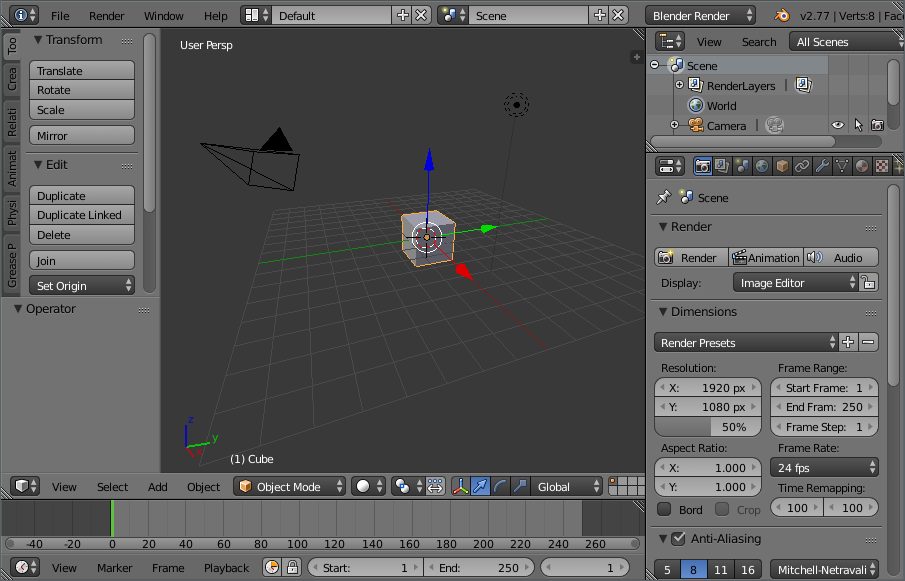 File Render Window Help Default Scene Blender Render v2.77 | Verts:8 | Face
Too
Crea
Relati
Animat
Physi
Grease P
Transform
Translate
Rotate
Scale
Mirror
Edit
Duplicate
Duplicate Linked
Delete
Join
Set Origin
Operator
User Persp
z
y
x
(1) Cube
View Select Add Object Object Mode Global
-40 -20 0 20 40 60 80 100 120 140 160 180 200 220 240 260
View Marker Frame Playback Start: 1 End: 250 1
View Search All Scenes
Scene
RenderLayers |
World
Camera |
Scene
Render
Render Animation Audio
Display: Image Editor
Dimensions
Render Presets
Resolution: Frame Range:
X: 1920 px Start Frame: 1
Y: 1080 px End Fram: 250
50% Frame Step: 1
Aspect Ratio: Frame Rate:
X: 1.000 24 fps
Y: 1.000 Time Remapping:
Bord Crop 100 100
Anti-Aliasing
5 8 11 16 Mitchell-Netravali